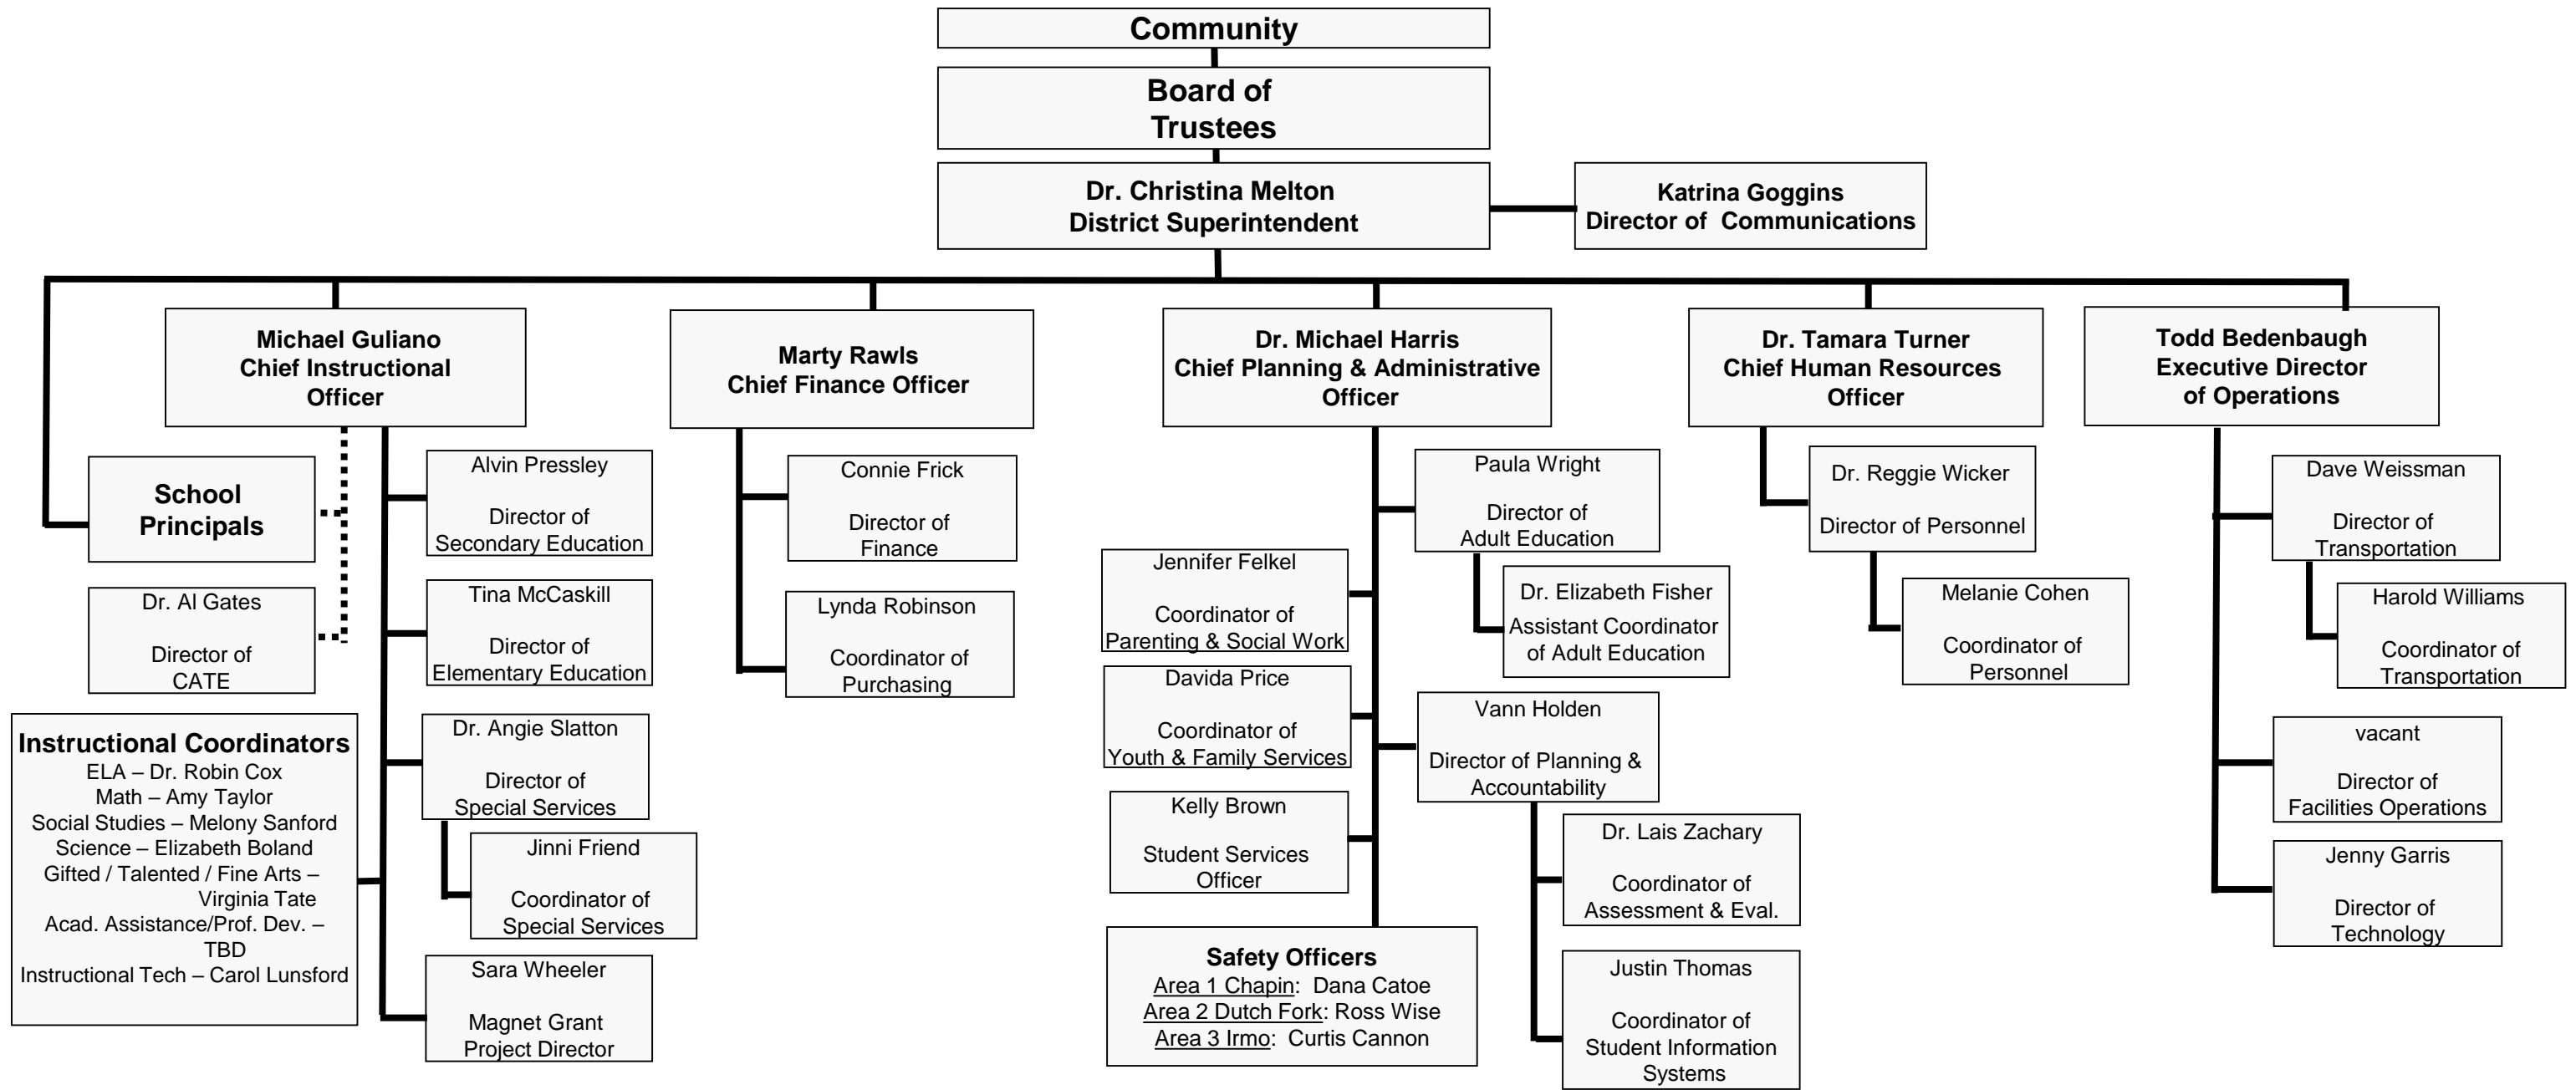 Community
Board of
Trustees
Dr. Christina Melton
District Superintendent
Katrina Goggins
Director of  Communications
Michael Guliano
Chief Instructional
Officer
Marty Rawls
Chief Finance Officer
Dr. Michael Harris
Chief Planning & Administrative
Officer
Dr. Tamara Turner
Chief Human Resources
Officer
Todd Bedenbaugh
Executive Director
of Operations
School
Principals
Dr. Al Gates
Director of
CATE
Instructional Coordinators
ELA – Dr. Robin Cox
Math – Amy Taylor
Social Studies – Melony Sanford
Science – Elizabeth Boland
Gifted / Talented / Fine Arts –
Virginia Tate
Acad. Assistance/Prof. Dev. –
TBD
Instructional Tech – Carol Lunsford
Alvin Pressley
Director of
Secondary Education
Tina McCaskill
Director of
Elementary Education
Dr. Angie Slatton
Director of
Special Services
Jinni Friend
Coordinator of
Special Services
Sara Wheeler
Magnet Grant
Project Director
Connie Frick
Director of
Finance
Lynda Robinson
Coordinator of
Purchasing
Jennifer Felkel
Coordinator of
Parenting & Social Work
Davida Price
Coordinator of
Youth & Family Services
Kelly Brown
Student Services
Officer
Safety Officers
Area 1 Chapin:  Dana Catoe
Area 2 Dutch Fork: Ross Wise
Area 3 Irmo:  Curtis Cannon
Paula Wright
Director of
Adult Education
Dr. Elizabeth Fisher
Assistant Coordinator
of Adult Education
Vann Holden
Director of Planning &
Accountability
Dr. Lais Zachary
Coordinator of
Assessment & Eval.
Justin Thomas
Coordinator of
Student Information
Systems
Dr. Reggie Wicker
Director of Personnel
Melanie Cohen
Coordinator of
Personnel
Dave Weissman
Director of
Transportation
Harold Williams
Coordinator of
Transportation
vacant
Director of
Facilities Operations
Jenny Garris
Director of
Technology